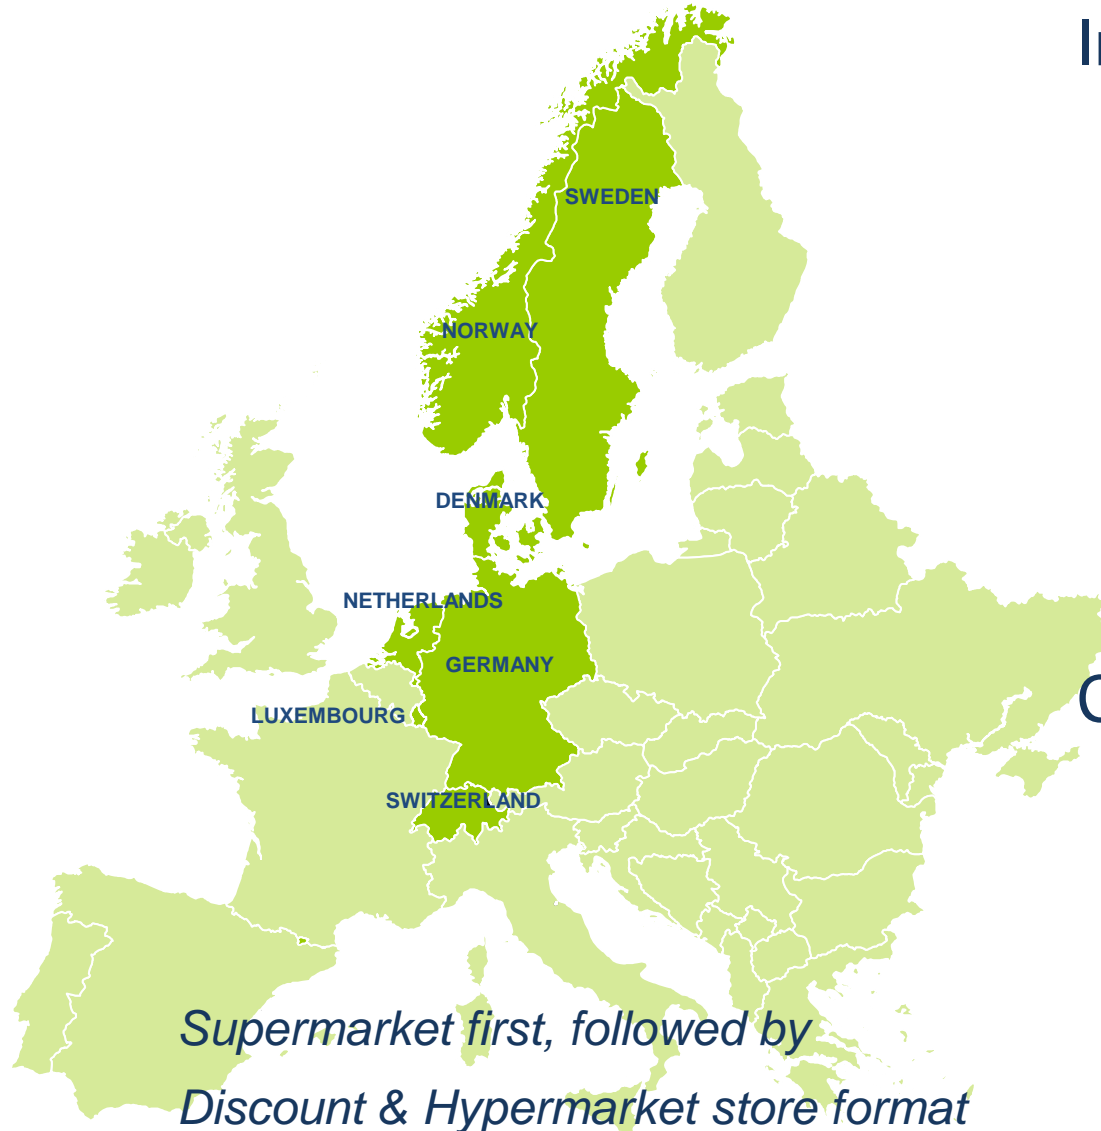 SWEDEN
NORWAY
DENMARK
NETHERLANDS
GERMANY
LUXEMBOURG
SWITZERLAND
Supermarket first, followed by
Discount & Hypermarket store format